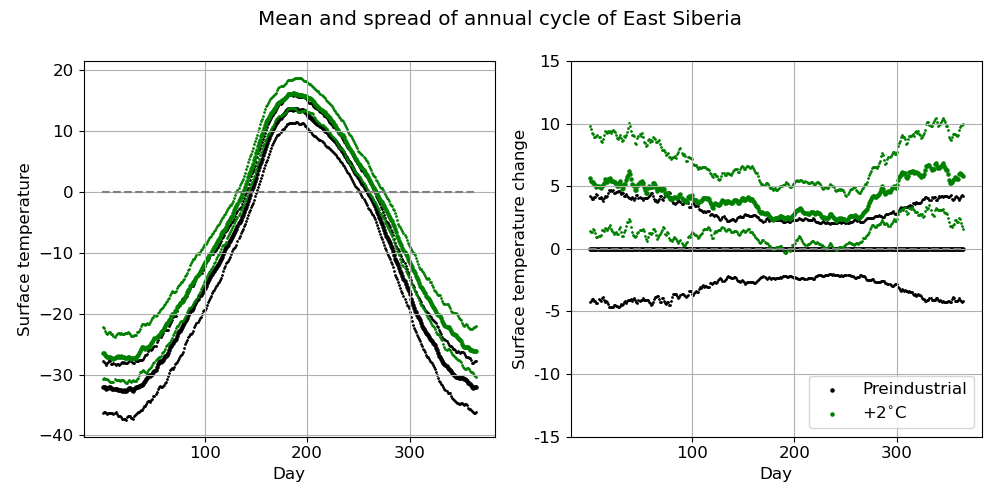 Mean and spread of annual cycle of East Siberia
Surface temperature
20
10
0
−10
−20
−30
−40
100
200
300
Day
Surface temperature change
15
10
5
0
-5
-10
-15
100
200
300
Day
Preindustrial
+2°C